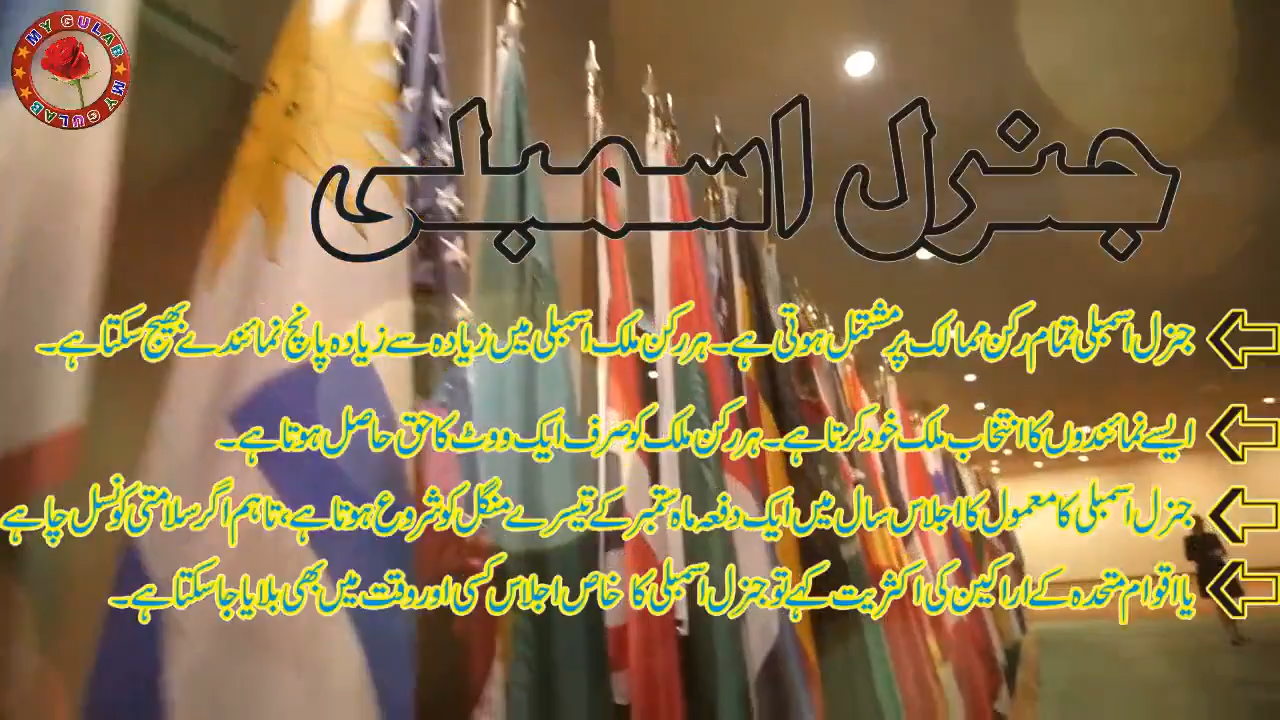 MY GULAB MY GULAB
جنرل اسمبلی
جنرل اسمبلی تمام رکن ممالک پر مشتمل ہوتی ہے۔ ہر رکن ملک اسمبلی میں زیادہ سے زیادہ پانچ نمائندے بھیج سکتا ہے۔
ایسے نمائندوں کا انتخاب ملک خود کرتا ہے۔ ہر رکن ملک کو صرف ایک ووٹ کا حق حاصل ہوتا ہے۔
جنرل اسمبلی کا معمول کا اجلاس سال میں ایک دفعہ ماہ ستمبر کے تیسرے منگل کو شروع ہوتا ہے، تاہم اگر سلامتی کونسل چاہے
یا اقوام متحدہ کے اراکین کی اکثریت کہے تو جنرل اسمبلی کا خاص اجلاس کسی اور وقت میں بھی بلایا جا سکتا ہے۔